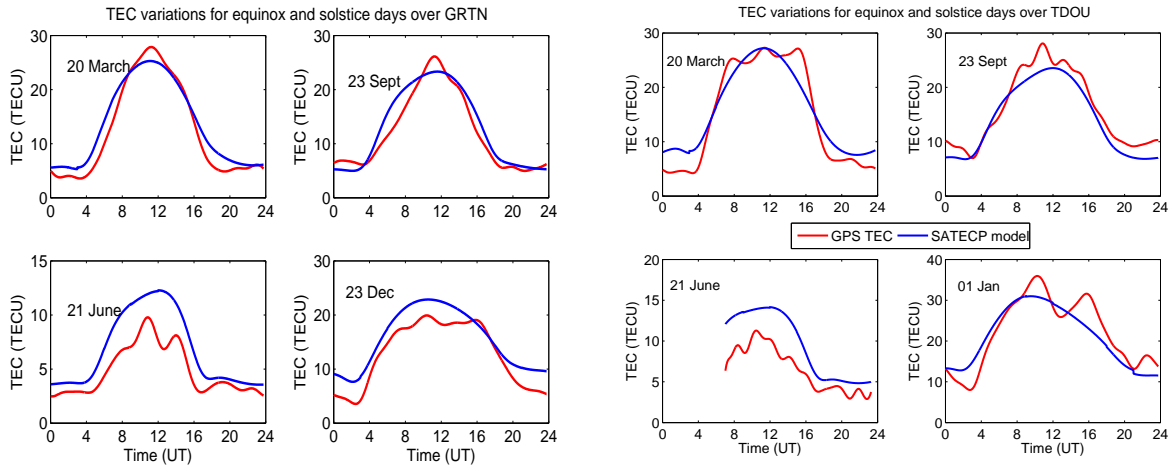 TEC variations for equinox and solstice days over GRTN
TEC (TECU)
30
20
10
0
20 March
0 4 8 12 16 20 24
TEC (TECU)
30
20
10
0
23 Sept
0 4 8 12 16 20 24
TEC (TECU)
15
10
5
0
21 June
0 4 8 12 16 20 24
Time (UT)
TEC (TECU)
30
20
10
0
23 Dec
0 4 8 12 16 20 24
Time (UT)
TEC variations for equinox and solstice days over TDOU
TEC (TECU)
30
20
10
0
20 March
0 4 8 12 16 20 24
TEC (TECU)
30
20
10
0
23 Sept
0 4 8 12 16 20 24
GPS TEC
SATECP model
TEC (TECU)
20
15
10
5
0
21 June
0 4 8 12 16 20 24
Time (UT)
TEC (TECU)
40
30
20
10
0
01 Jan
0 4 8 12 16 20 24
Time (UT)